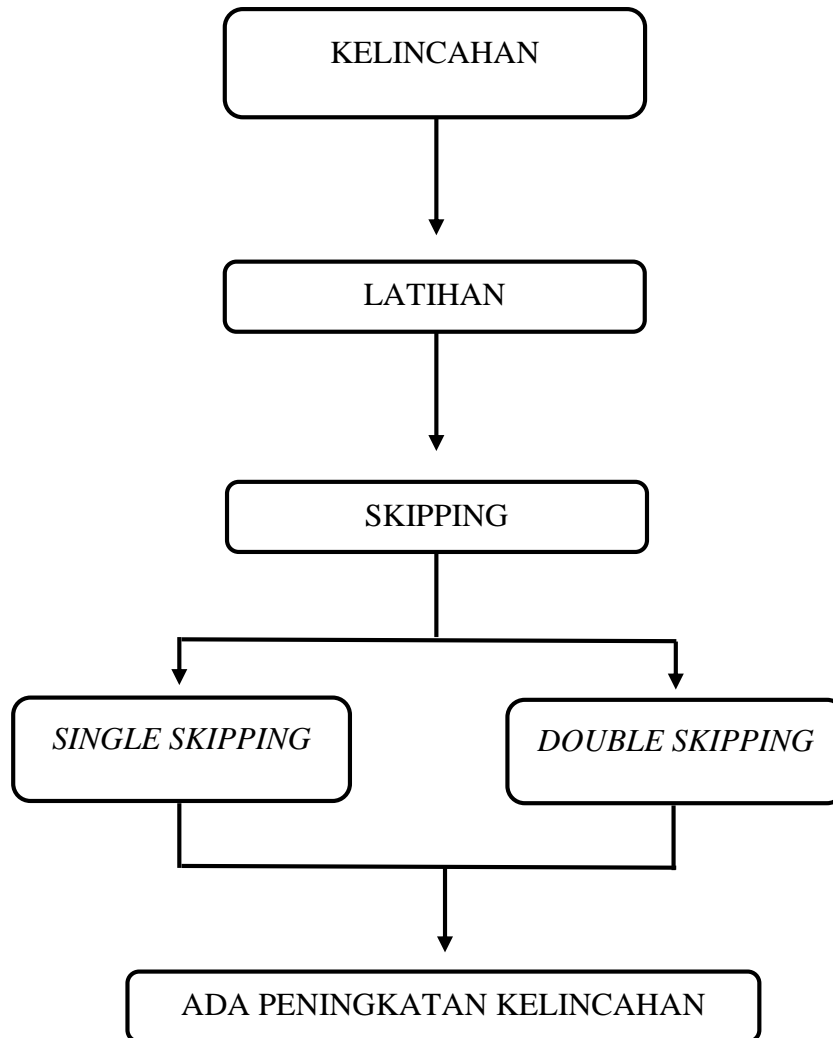 KELINCAHAN
LATIHAN
SKIPPING
SINGLE SKIPPING
DOUBLE SKIPPING
ADA PENINGKATAN KELINCAHAN